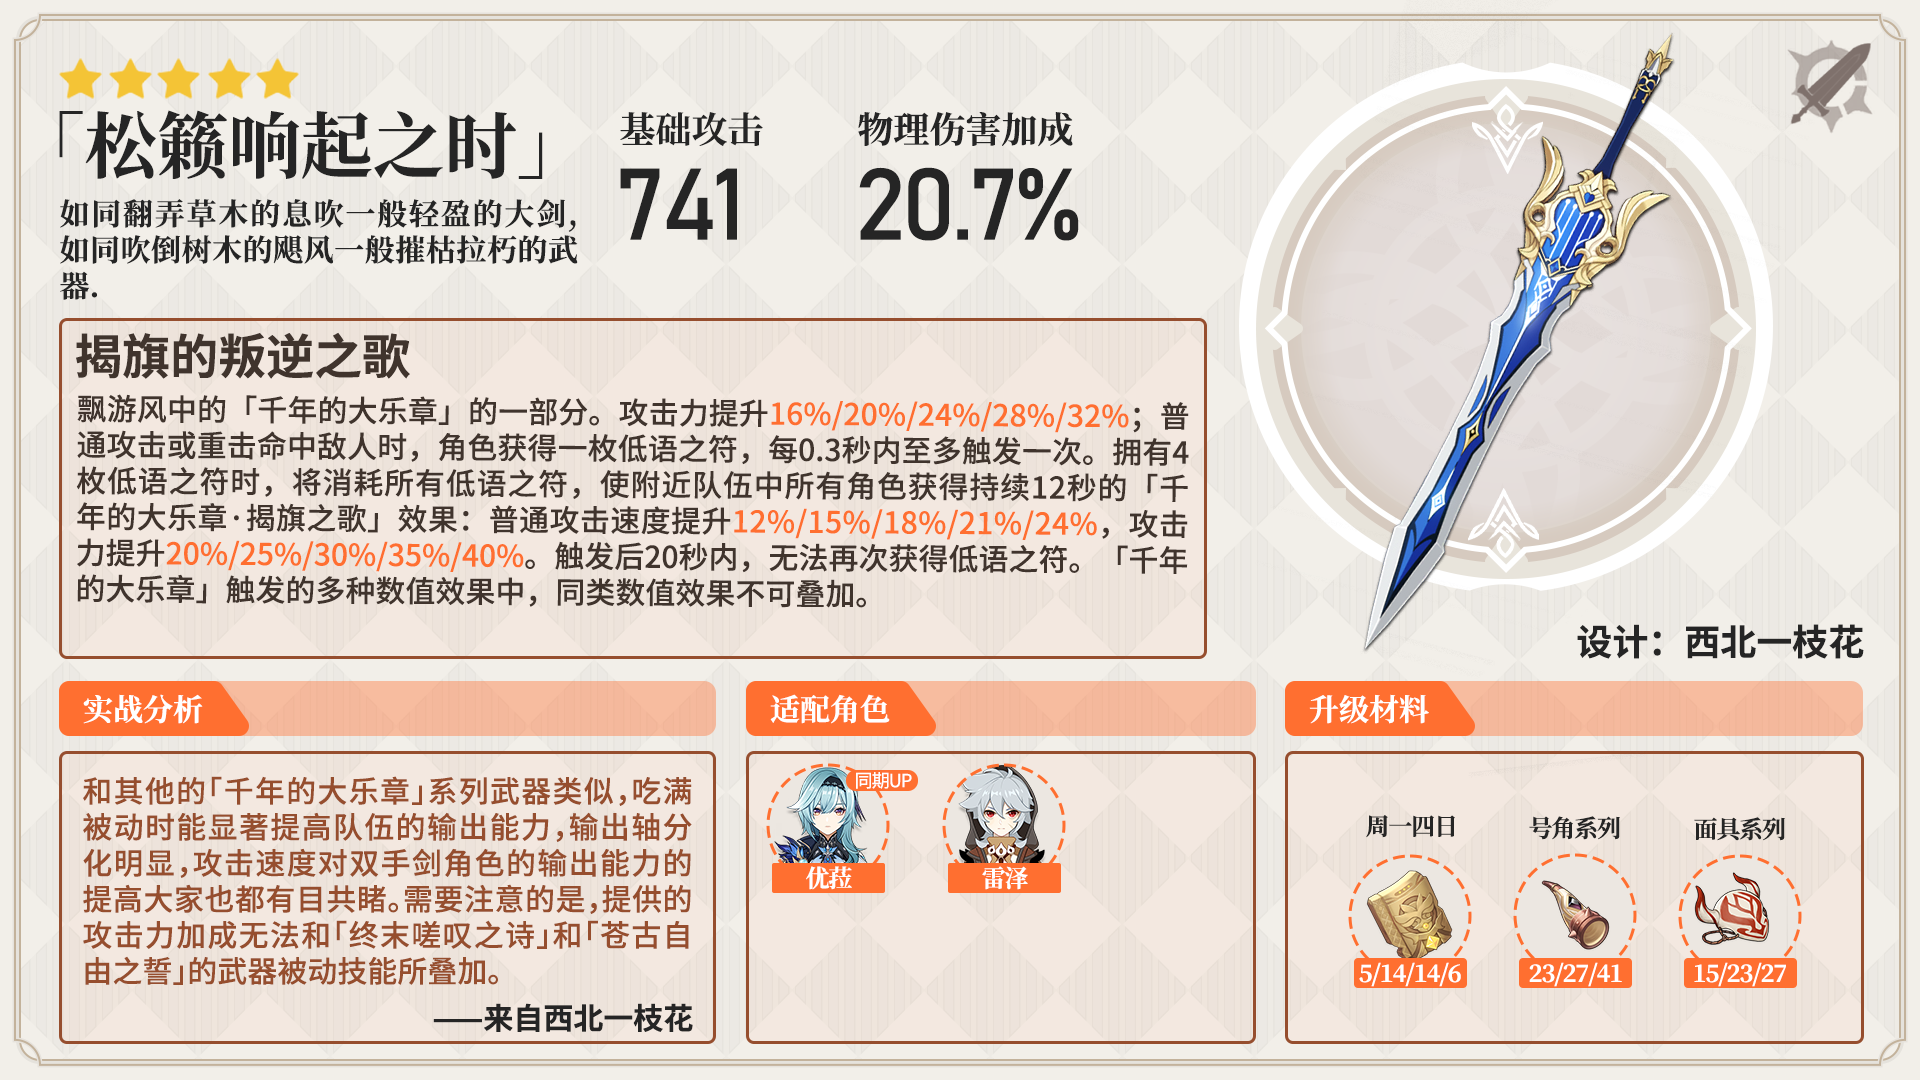 「松籁响起之时」
如同翻弄草木的息吹一般轻盈的大剑,
如同吹倒树木的飓风一般摧枯拉朽的武
器.
基础攻击
741
物理伤害加成
20.7%
揭旗的叛逆之歌
飘游风中的「千年的大乐章」的一部分。攻击力提升16%/20%/24%/28%/32%；普
通攻击或重击命中敌人时，角色获得一枚低语之符，每0.3秒内至多触发一次。拥有4
枚低语之符时，将消耗所有低语之符，使附近队伍中所有角色获得持续12秒的「千
年的大乐章·揭旗之歌」效果：普通攻击速度提升12%/15%/18%/21%/24%，攻击
力提升20%/25%/30%/35%/40%。触发后20秒内，无法再次获得低语之符。「千年
的大乐章」触发的多种数值效果中，同类数值效果不可叠加。
设计：西北一枝花
实战分析
和其他的「千年的大乐章」系列武器类似,吃满
被动时能显著提高队伍的输出能力,输出轴分
化明显,攻击速度对双手剑角色的输出能力的
提高大家也都有目共睹。需要注意的是,提供的
攻击力加成无法和「终末嗟叹之诗」和「苍古自
由之誓」的武器被动技能所叠加。
——来自西北一枝花
适配角色
同期UP
优菈
雷泽
升级材料
周一四日
5/14/14/6
号角系列
23/27/41
面具系列
15/23/27